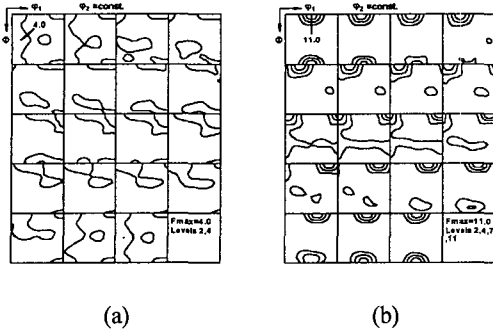 φ₁ φ₂ =const.
Φ
4.0
Fmax=4.0
Levels 2,4
(a)
φ₁ φ₂ =const.
Φ
11.0
Fmax=11.0
Levels 2,4,7
,11
(b)